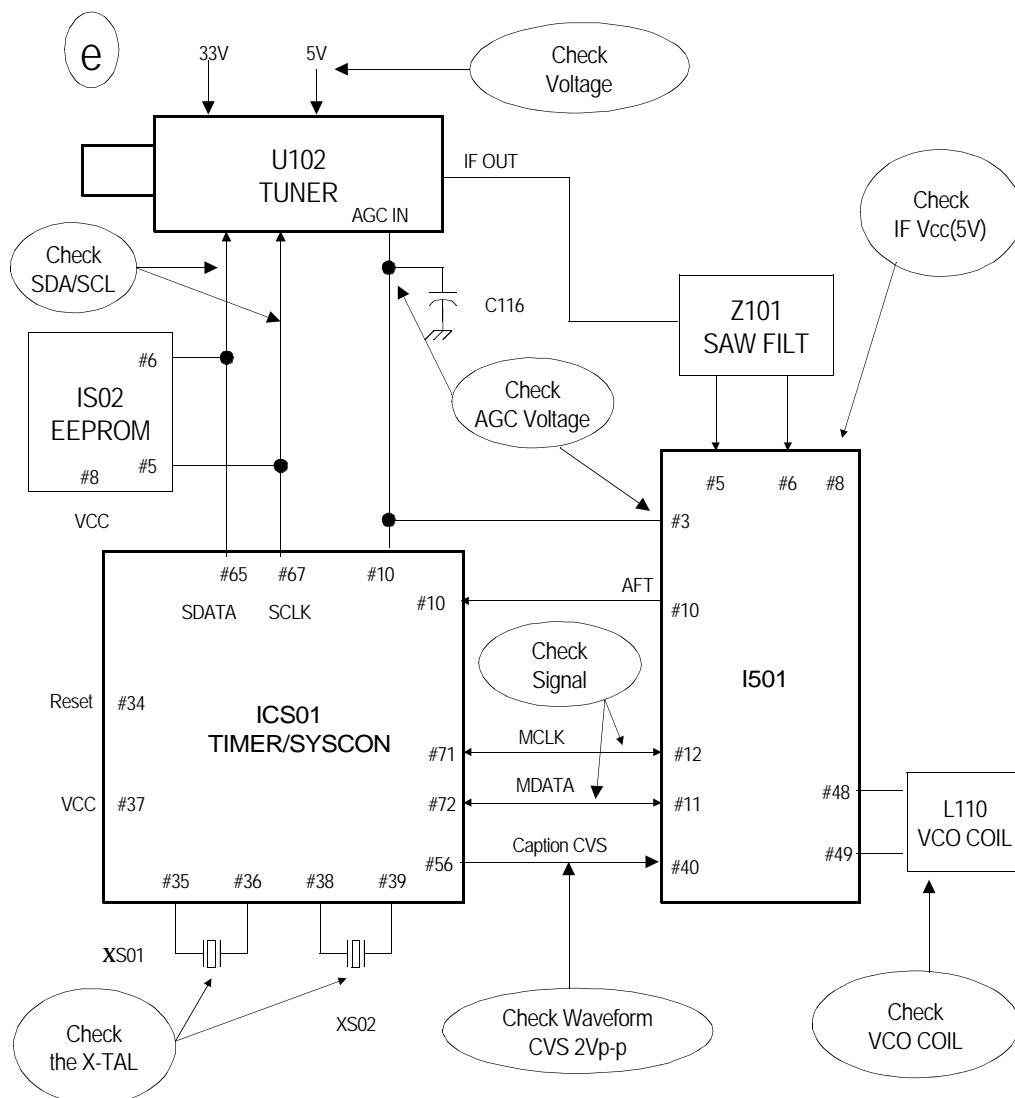 e
33V
5V
Check
Voltage
U102
TUNER
IF OUT
AGC IN
Check
IF Vcc(5V)
Check
SDA/SCL
C116
Z101
SAW FILT
#6
IS02
EEPROM
#5
#8
VCC
Check
AGC Voltage
#5
#6
#8
#3
#65
#67
#10
SDATA
SCLK
#10
AFT
#10
Check
Signal
I501
Reset
#34
ICS01
TIMER/SYSCON
#71
MCLK
#12
VCC
#37
#72
MDATA
#11
#48
L110
VCO COIL
#49
#56
Caption CVS
#40
#35
#36
#38
#39
XS01
XS02
Check
the X-TAL
Check Waveform
CVS 2Vp-p
Check
VCO COIL